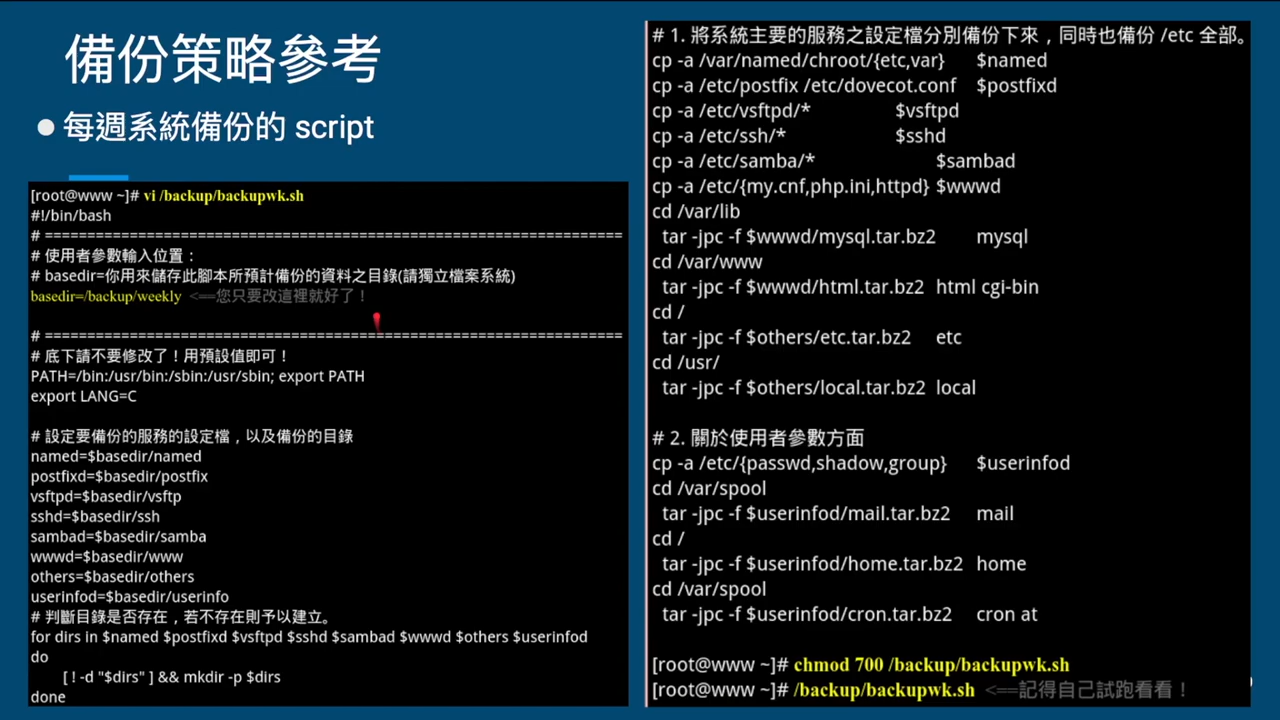 備份策略參考
● 每週系統備份的 script
[root@www ~]# vi /backup/backupwk.sh
#!/bin/bash
# ====================================================================
# 使用者參數輸入位置：
# basedir=你用來儲存此腳本所預計備份的資料之目錄(請獨立檔案系統)
basedir=/backup/weekly <==您只要改這裡就好了！
# ====================================================================
# 底下請不要修改了！用預設值即可！
PATH=/bin:/usr/bin:/sbin:/usr/sbin; export PATH
export LANG=C
# 設定要備份的服務的設定檔，以及備份的目錄
named=$basedir/named
postfixd=$basedir/postfix
vsftpd=$basedir/vsftp
sshd=$basedir/ssh
sambad=$basedir/samba
wwwd=$basedir/www
others=$basedir/others
userinfod=$basedir/userinfo
# 判斷目錄是否存在，若不存在則予以建立。
for dirs in $named $postfixd $vsftpd $sshd $sambad $wwwd $others $userinfod
do
[ ! -d "$dirs" ] && mkdir -p $dirs
done
# 1. 將系統主要的服務之設定檔分別備份下來，同時也備份 /etc 全部。
cp -a /var/named/chroot/{etc,var} $named
cp -a /etc/postfix /etc/dovecot.conf $postfixd
cp -a /etc/vsftpd/* $vsftpd
cp -a /etc/ssh/* $sshd
cp -a /etc/samba/* $sambad
cp -a /etc/{my.cnf,php.ini,httpd} $wwwd
cd /var/lib
tar -jpc -f $wwwd/mysql.tar.bz2 mysql
cd /var/www
tar -jpc -f $wwwd/html.tar.bz2 html cgi-bin
cd /
tar -jpc -f $others/etc.tar.bz2 etc
cd /usr/
tar -jpc -f $others/local.tar.bz2 local
# 2. 關於使用者參數方面
cp -a /etc/{passwd,shadow,group} $userinfod
cd /var/spool
tar -jpc -f $userinfod/mail.tar.bz2 mail
cd /
tar -jpc -f $userinfod/home.tar.bz2 home
cd /var/spool
tar -jpc -f $userinfod/cron.tar.bz2 cron at
[root@www ~]# chmod 700 /backup/backupwk.sh
[root@www ~]# /backup/backupwk.sh <==記得自己試跑看看！